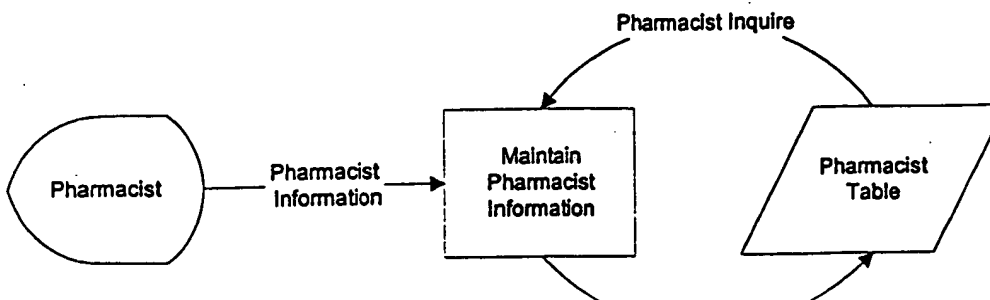 Pharmacist Inquire
Pharmacist
Pharmacist
Information
Maintain
Pharmacist
Information
Pharmacist
Table